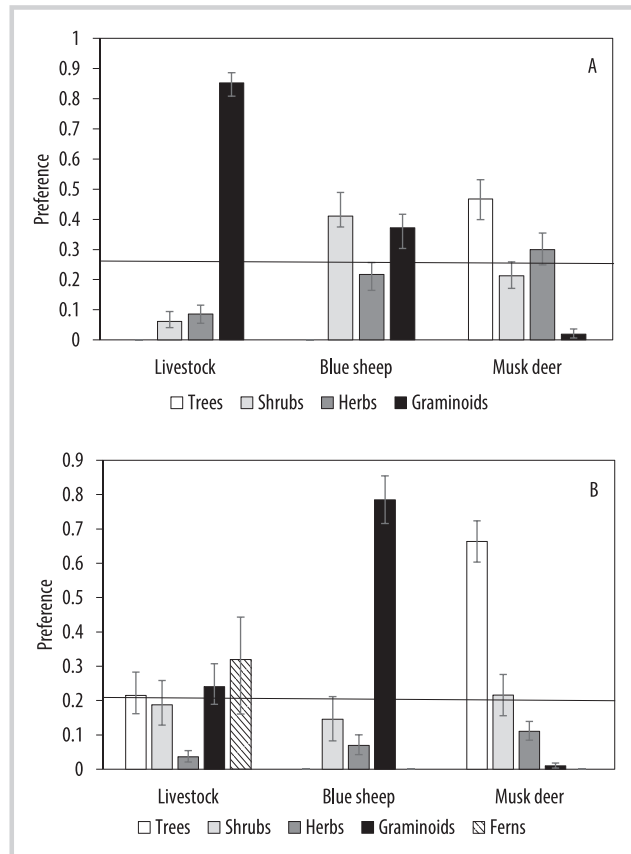 A
1
0.9
0.8
0.7
0.6
0.5
0.4
0.3
0.2
0.1
0
Preference
Livestock Blue sheep Musk deer
Trees Shrubs Herbs Graminoids
B
0.9
0.8
0.7
0.6
0.5
0.4
0.3
0.2
0.1
0
Preference
Livestock Blue sheep Musk deer
Trees Shrubs Herbs Graminoids Ferns